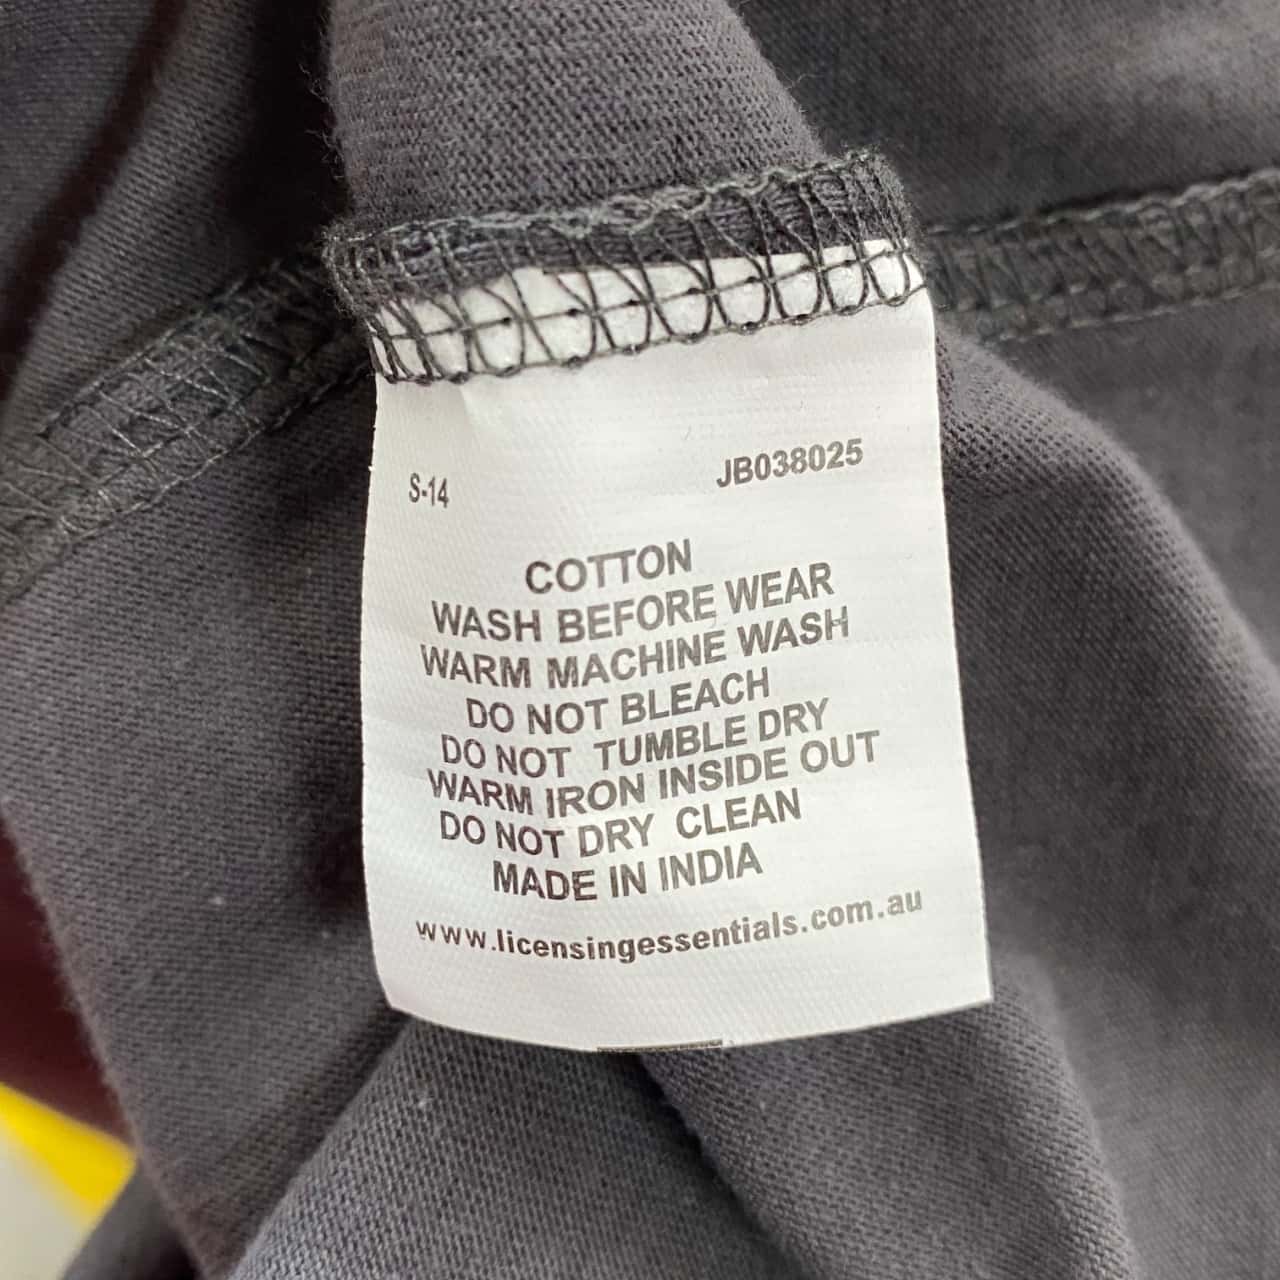 S-14 JB038025
COTTON
WASH BEFORE WEAR
WARM MACHINE WASH
DO NOT BLEACH
DO NOT TUMBLE DRY
WARM IRON INSIDE OUT
DO NOT DRY CLEAN
MADE IN INDIA
www.licensingessentials.com.au